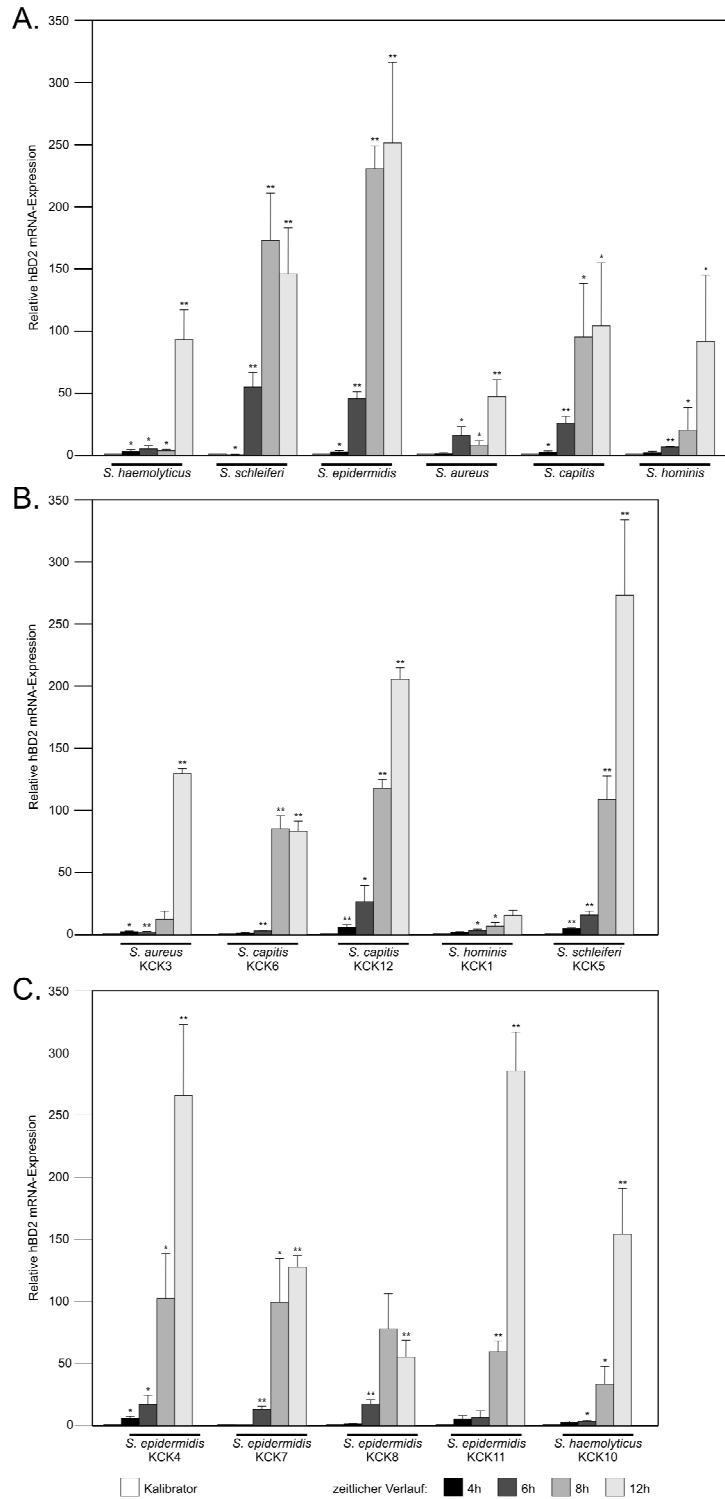 A.
350
300
250
200
150
100
50
0
Relative hBD2 mRNA-Expression
** ** ** ** ** ** ** ** ** ** ** * * * * * * * * * * * * *
S. haemolyticus S. schleiferi S. epidermidis S. aureus S. capitis S. hominis
B.
350
300
250
200
150
100
50
0
Relative hBD2 mRNA-Expression
S. aureus S. capitis S. capitis S. hominis S. schleiferi
KCK3 KCK6 KCK12 KCK1 KCK5
C.
350
300
250
200
150
100
50
0
Relative hBD2 mRNA-Expression
S. epidermidis S. epidermidis S. epidermidis S. epidermidis S. haemolyticus
KCK4 KCK7 KCK8 KCK11 KCK10
Kalibrator zeitlicher Verlauf: 4h 6h 8h 12h